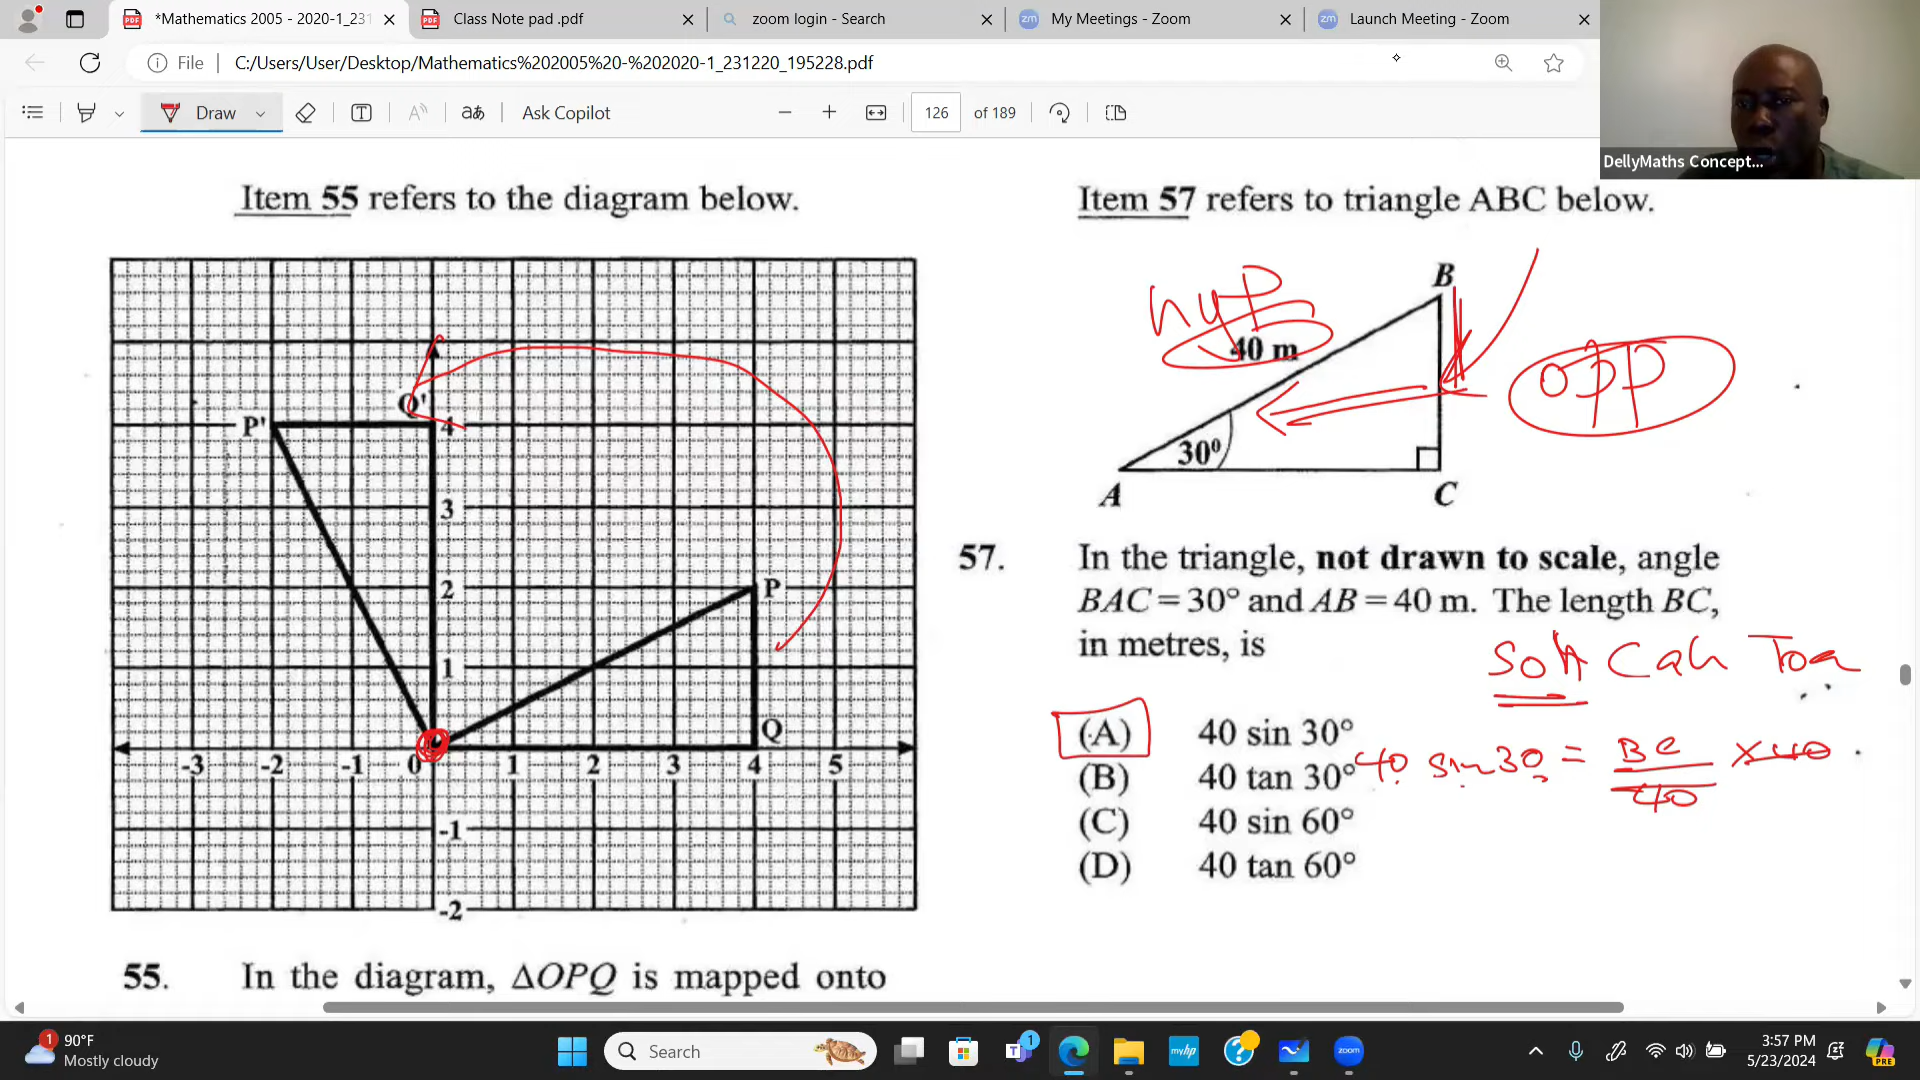 *Mathematics 2005 - 2020-1_231
Class Note pad .pdf
zoom login - Search
My Meetings - Zoom
Launch Meeting - Zoom
File
C:/Users/User/Desktop/Mathematics%202005%20-%202020-1_231220_195228.pdf
Draw
Ask Copilot
126 of 189
DellyMaths Concept...
Item 55 refers to the diagram below.
P'
Q'
4
3
2
1
P
Q
-3 -2 -1 0 1 2 3 4 5
-1
-2
55. In the diagram, ΔOPQ is mapped onto
Item 57 refers to triangle ABC below.
hyp
40 m
B
opp
30°
A
C
57. In the triangle, not drawn to scale, angle
BAC = 30° and AB = 40 m. The length BC,
in metres, is
Soh Cah Toa
(A) 40 sin 30°
(B) 40 tan 30°
(C) 40 sin 60°
(D) 40 tan 60°
40 sin 30 = BC/40 × 40
1
90°F
Mostly cloudy
Search
1
myhp
zoom
3:57 PM
5/23/2024
PRE